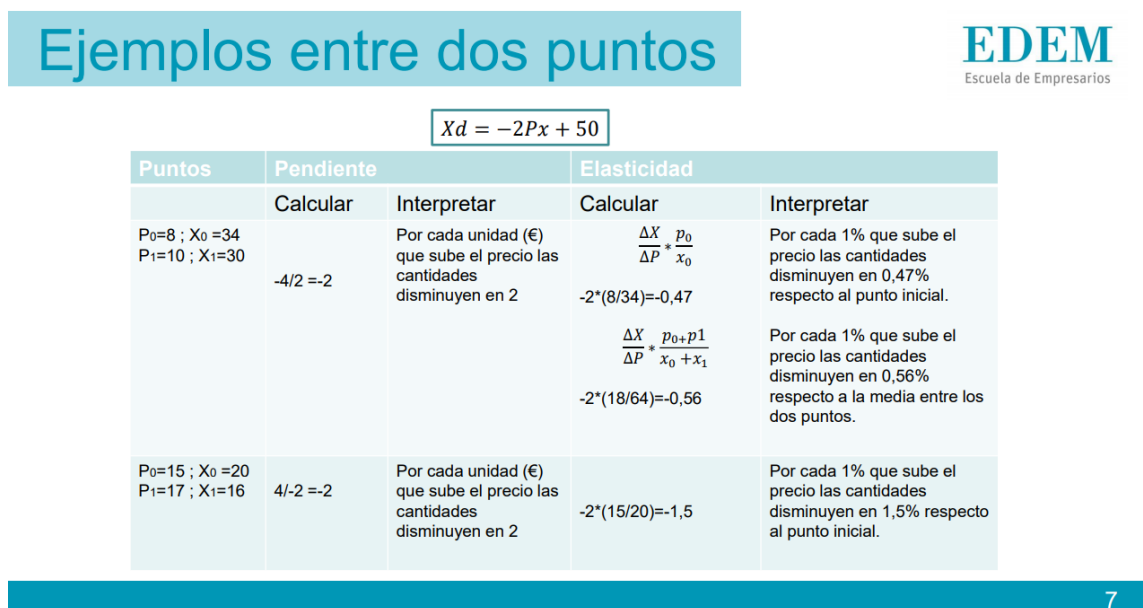 Ejemplos entre dos puntos
EDEM
Escuela de Empresarios
Xd = −2Px + 50
Puntos Pendiente Elasticidad
Calcular Interpretar Calcular Interpretar
P0=8 ; X0 =34
P1=10 ; X1=30
-4/2 =-2
Por cada unidad (€)
que sube el precio las
cantidades
disminuyen en 2
ΔX/ΔP * p0/x0
-2*(8/34)=-0,47
ΔX/ΔP * p0+p1/x0 +x1
-2*(18/64)=-0,56
Por cada 1% que sube el
precio las cantidades
disminuyen en 0,47%
respecto al punto inicial.
Por cada 1% que sube el
precio las cantidades
disminuyen en 0,56%
respecto a la media entre los
dos puntos.
P0=15 ; X0 =20
P1=17 ; X1=16
4/-2 =-2
Por cada unidad (€)
que sube el precio las
cantidades
disminuyen en 2
-2*(15/20)=-1,5
Por cada 1% que sube el
precio las cantidades
disminuyen en 1,5% respecto
al punto inicial.
7